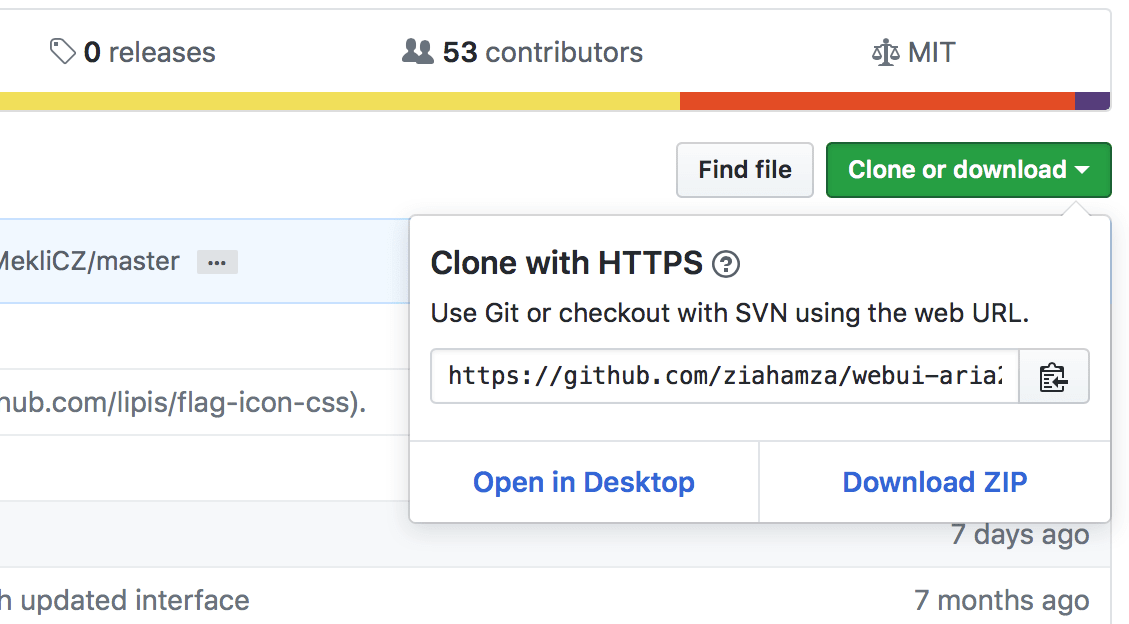 0 releases
53 contributors
MIT
Find file
Clone or download
MekliCZ/master ...
Clone with HTTPS ?
Use Git or checkout with SVN using the web URL.
https://github.com/ziahamza/webui-aria2
hub.com/lipis/flag-icon-css).
Open in Desktop
Download ZIP
7 days ago
h updated interface
7 months ago